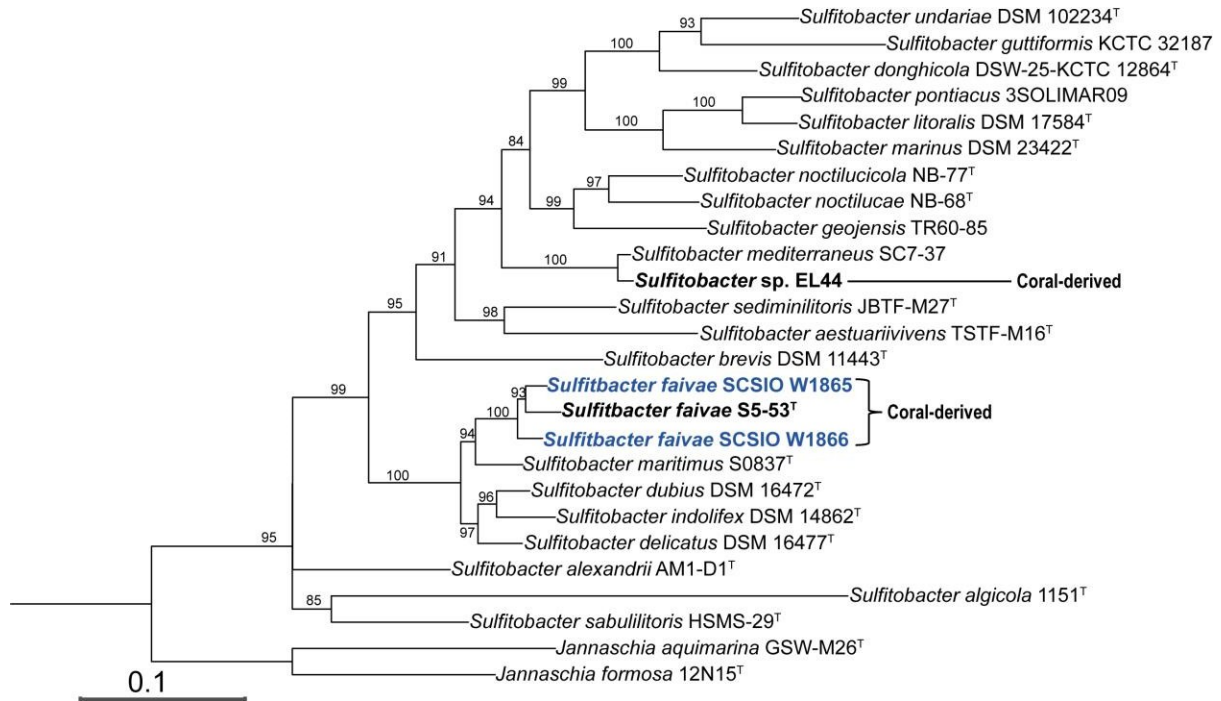 93 Sulfitobacter undariae DSM 102234ᵀ
100 Sulfitobacter guttiformis KCTC 32187
Sulfitobacter donghicola DSW-25-KCTC 12864ᵀ
99
100 Sulfitobacter pontiacus 3SOLIMAR09
Sulfitobacter litoralis DSM 17584ᵀ
100
84 Sulfitobacter marinus DSM 23422ᵀ
97 Sulfitobacter noctilucicola NB-77ᵀ
94 99 Sulfitobacter noctilucae NB-68ᵀ
Sulfitobacter geojensis TR60-85
91 100 Sulfitobacter mediterraneus SC7-37
Sulfitobacter sp. EL44 Coral-derived
95 98 Sulfitobacter sediminilitoris JBTF-M27ᵀ
Sulfitobacter aestuariivivens TSTF-M16ᵀ
Sulfitobacter brevis DSM 11443ᵀ
99 93 Sulfitbacter faivae SCSIO W1865
100 Sulfitbacter faivae S5-53ᵀ Coral-derived
94 Sulfitbacter faivae SCSIO W1866
100 Sulfitobacter maritimus S0837ᵀ
96 Sulfitobacter dubius DSM 16472ᵀ
Sulfitobacter indolifex DSM 14862ᵀ
95 97 Sulfitobacter delicatus DSM 16477ᵀ
Sulfitobacter alexandrii AM1-D1ᵀ
85 Sulfitobacter algicola 1151ᵀ
Sulfitobacter sabulilitoris HSMS-29ᵀ
Jannaschia aquimarina GSW-M26ᵀ
Jannaschia formosa 12N15ᵀ
0.1